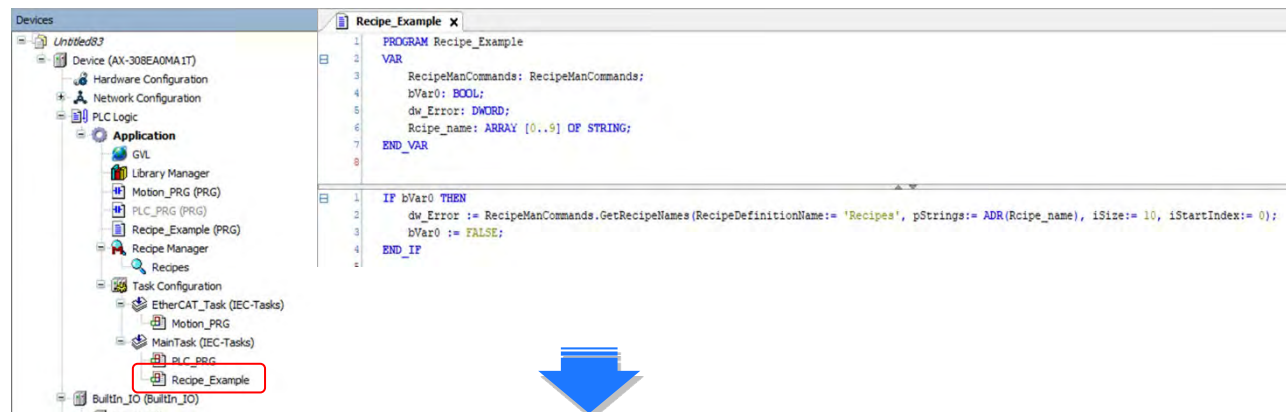 Devices
Untitled83
Device (AX-308EA0MA1T)
Hardware Configuration
Network Configuration
PLC Logic
Application
GVL
Library Manager
Motion_PRG (PRG)
PLC_PRG (PRG)
Recipe_Example (PRG)
Recipe Manager
Recipes
Task Configuration
EtherCAT_Task (IEC-Tasks)
Motion_PRG
MainTask (IEC-Tasks)
PLC_PRG
Recipe_Example
BuiltIn_IO (BuiltIn_IO)
Recipe_Example x
1 PROGRAM Recipe_Example
2 VAR
3 RecipeManCommands: RecipeManCommands;
4 bVar0: BOOL;
5 dw_Error: DWORD;
6 Rcipe_name: ARRAY [0..9] OF STRING;
7 END_VAR
8
1 IF bVar0 THEN
2 dw_Error := RecipeManCommands.GetRecipeNames(RecipeDefinitionName:= 'Recipes', pStrings:= ADR(Rcipe_name), iSize:= 10, iStartIndex:= 0);
3 bVar0 := FALSE;
4 END_IF
5